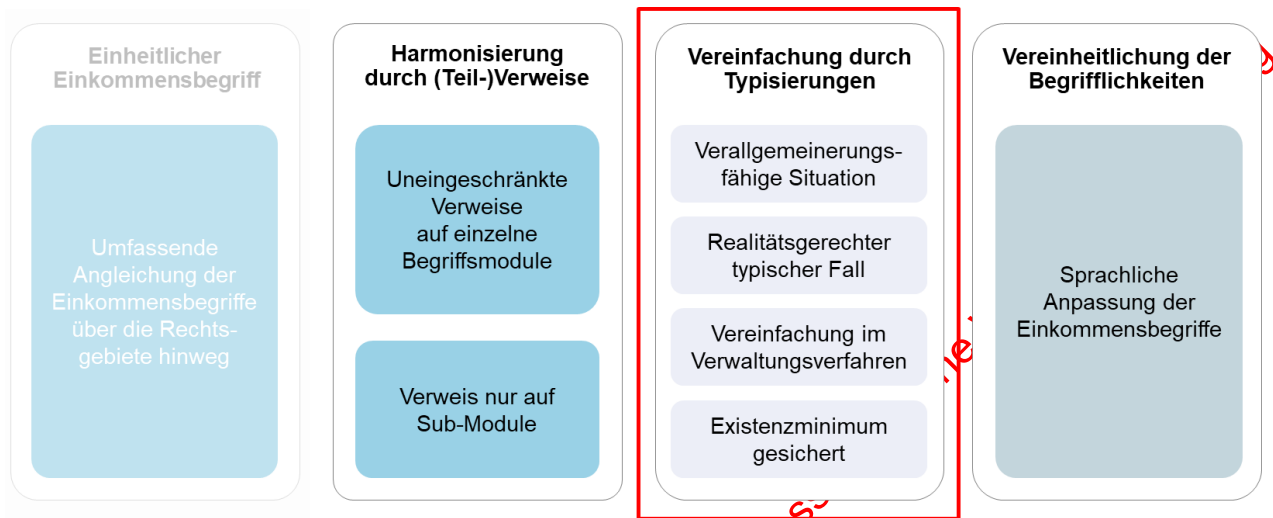 Einheitlicher
Einkommensbegriff
Umfassende
Angleichung der
Einkommensbegriffe
über die Rechts-
gebiete hinweg
Harmonisierung
durch (Teil-)Verweise
Uneingeschränkte
Verweise
auf einzelne
Begriffsmodule
Verweis nur auf
Sub-Module
Vereinfachung durch
Typisierungen
Verallgemeinerungs-
fähige Situation
Realitätsgerechter
typischer Fall
Vereinfachung im
Verwaltungsverfahren
Existenzminimum
gesichert
Vereinheitlichung der
Begrifflichkeiten
Sprachliche
Anpassung der
Einkommensbegriffe